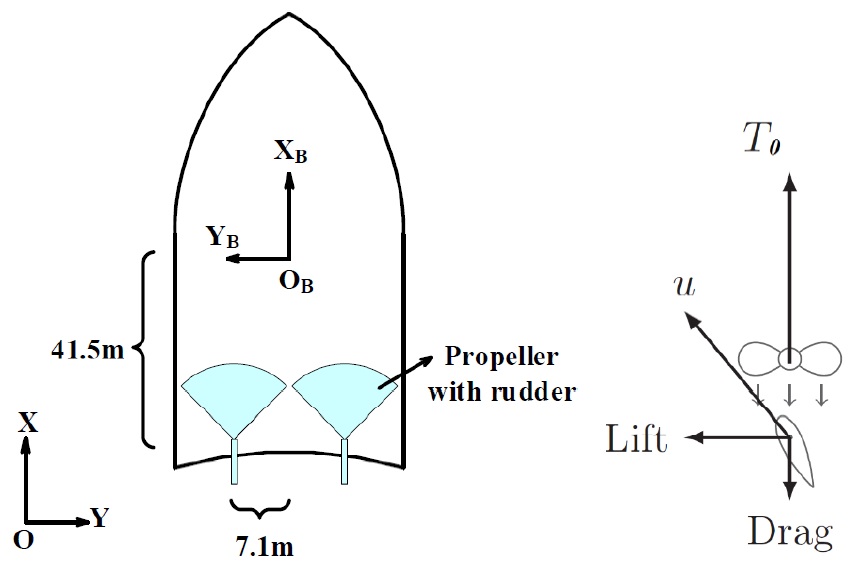 X_B
Y_B
O_B
41.5m
Propeller
with rudder
X
Y
O
7.1m
T_0
u
Lift
Drag